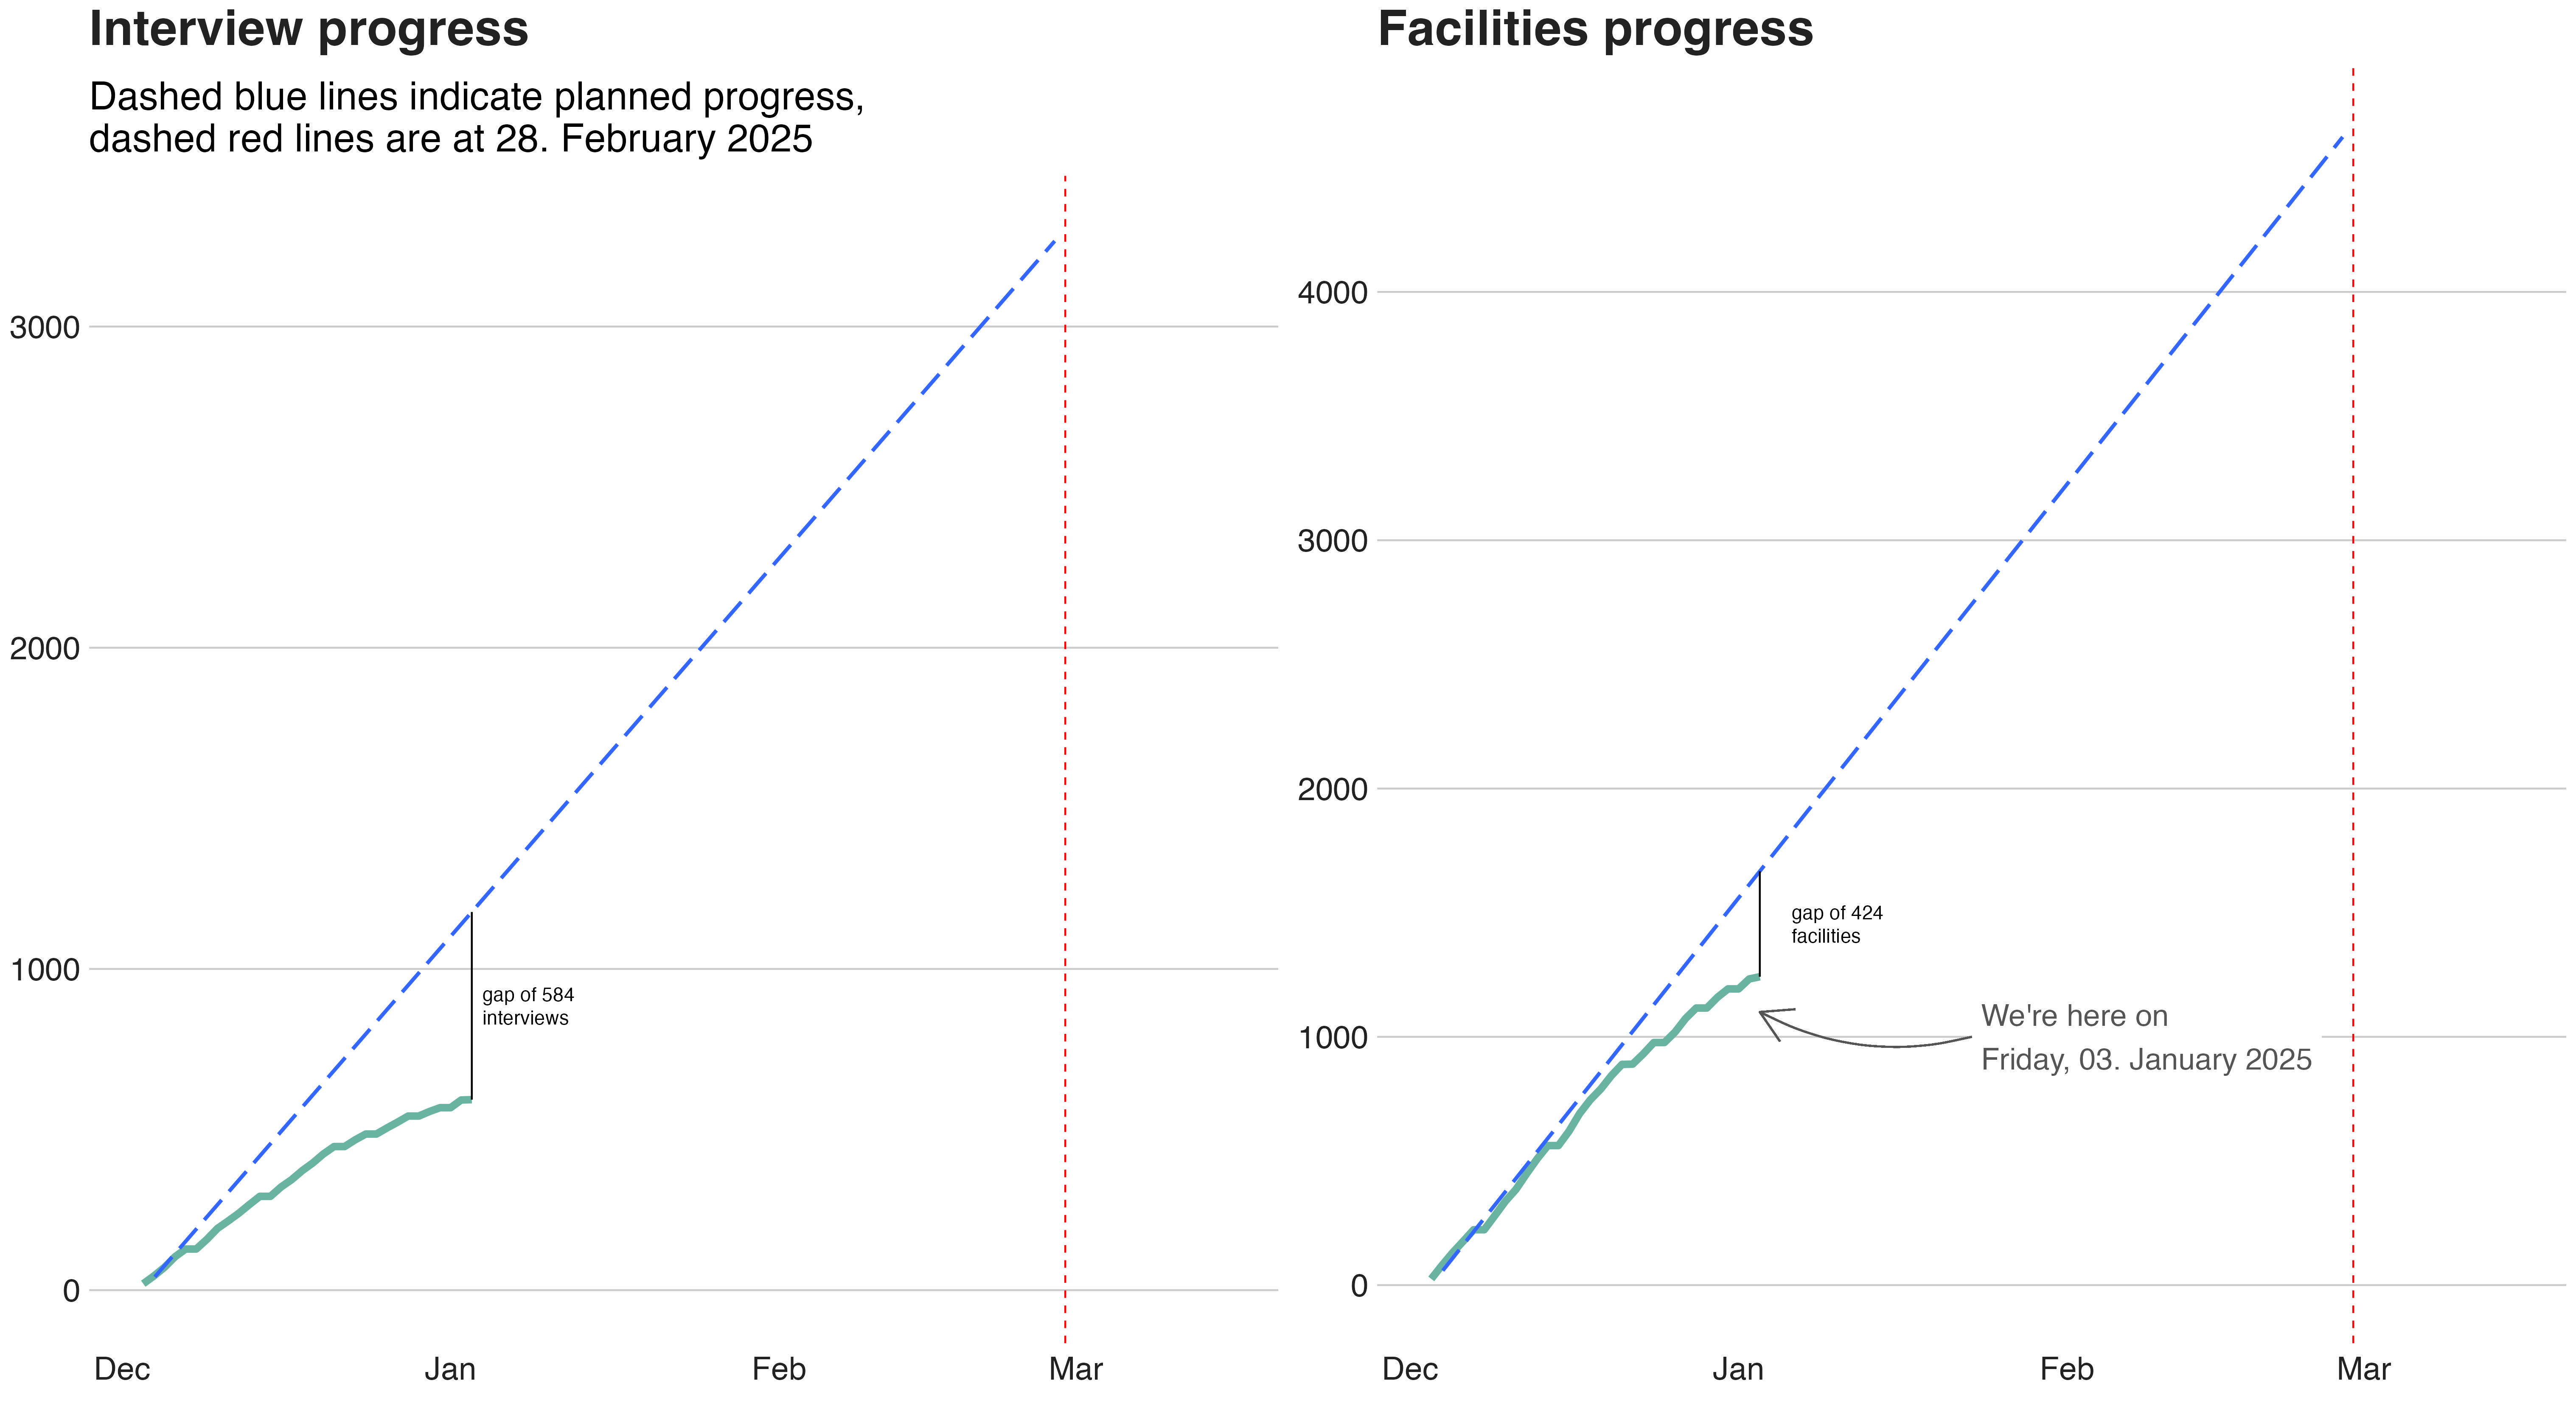 Interview progress
Dashed blue lines indicate planned progress,
dashed red lines are at 28. February 2025
3000
2000
1000
0
gap of 584
interviews
Dec
Jan
Feb
Mar
Facilities progress
4000
3000
2000
1000
0
gap of 424
facilities
We're here on
Friday, 03. January 2025
Dec
Jan
Feb
Mar